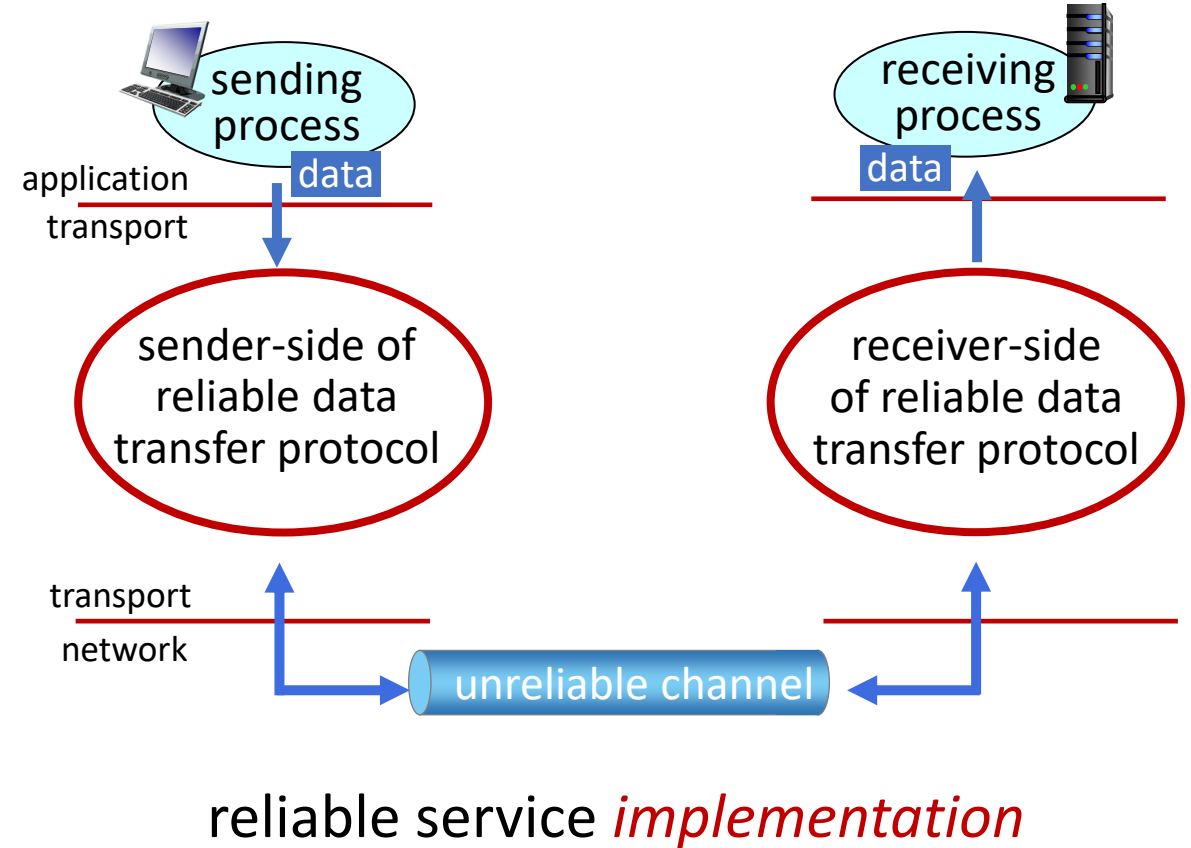 sending
process
data
application
transport
receiving
process
data
sender-side of
reliable data
transfer protocol
receiver-side
of reliable data
transfer protocol
transport
network
unreliable channel
reliable service implementation